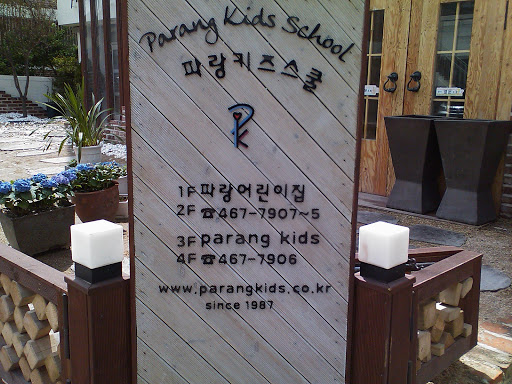 Parang Kids School
파랑키즈스쿨
PK
1F 파랑어린이집
2F ☎467-7907~5
3F parang kids
4F ☎467-7906
www.parangkids.co.kr
since 1987